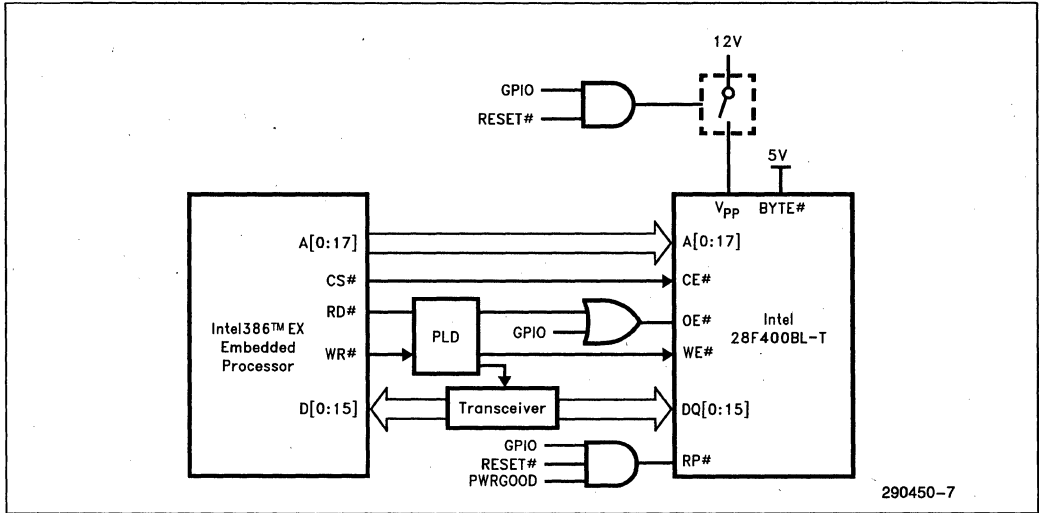 12V
GPIO
RESET#
5V
VPP BYTE#
A[0:17] A[0:17]
CS# CE#
RD# PLD GPIO OE#
Intel386™ EX
Embedded
Processor
Intel
28F400BL-T
WR# WE#
D[0:15] Transceiver DQ[0:15]
GPIO
RESET# RP#
PWRGOOD
290450-7